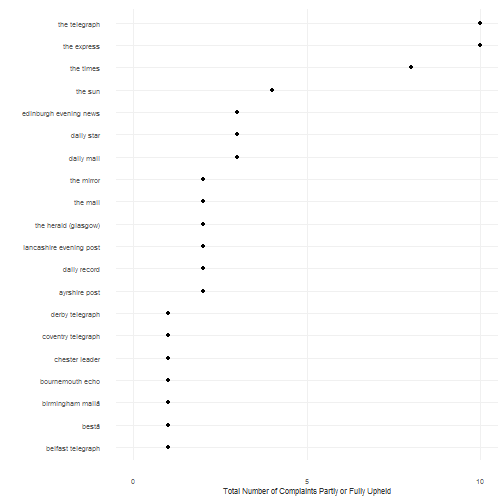 the telegraph
the express
the times
the sun
edinburgh evening news
daily star
daily mail
the mirror
the mail
the herald (glasgow)
lancashire evening post
daily record
ayrshire post
derby telegraph
coventry telegraph
chester leader
bournemouth echo
birmingham mailâ
bestâ
belfast telegraph
0 5 10
Total Number of Complaints Partly or Fully Upheld